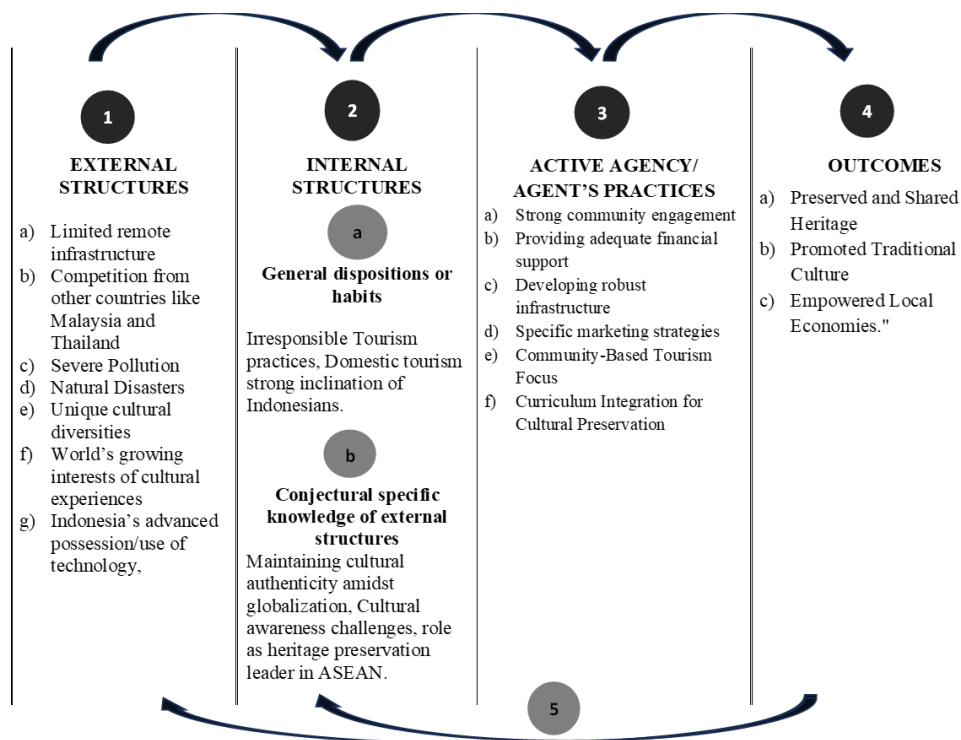 1
EXTERNAL
STRUCTURES
a) Limited remote
infrastructure
b) Competition from
other countries like
Malaysia and
Thailand
c) Severe Pollution
d) Natural Disasters
e) Unique cultural
diversities
f) World's growing
interests of cultural
experiences
g) Indonesia's advanced
possession/use of
technology,
2
INTERNAL
STRUCTURES
a
General dispositions or
habits
Irresponsible Tourism
practices, Domestic tourism
strong inclination of
Indonesians.
b
Conjectural specific
knowledge of external
structures
Maintaining cultural
authenticity amidst
globalization, Cultural
awareness challenges, role
as heritage preservation
leader in ASEAN.
3
ACTIVE AGENCY/
AGENT'S PRACTICES
a) Strong community engagement
b) Providing adequate financial
support
c) Developing robust
infrastructure
d) Specific marketing strategies
e) Community-Based Tourism
Focus
f) Curriculum Integration for
Cultural Preservation
4
OUTCOMES
a) Preserved and Shared
Heritage
b) Promoted Traditional
Culture
c) Empowered Local
Economies."
5